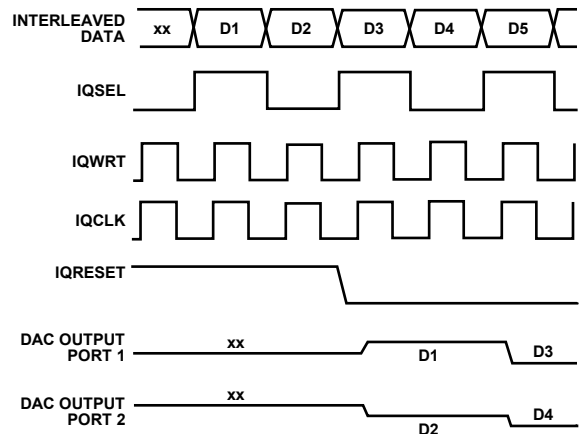 INTERLEAVED
DATA
xx D1 D2 D3 D4 D5
IQSEL
IQWRT
IQCLK
IQRESET
DAC OUTPUT
PORT 1
xx D1 D3
DAC OUTPUT
PORT 2
xx D2 D4